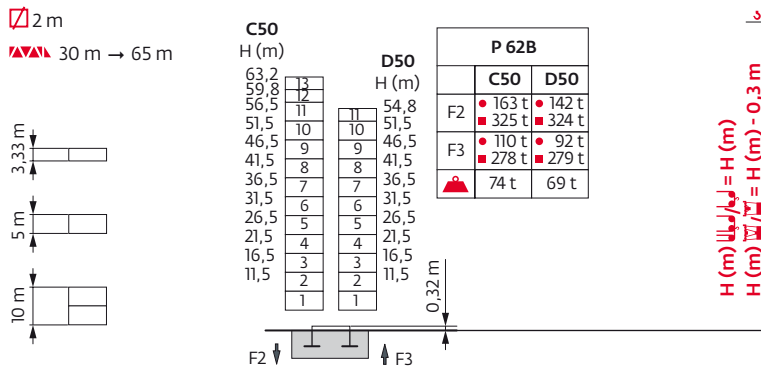 2 m
30 m → 65 m
3,33 m
5 m
10 m
C50
H (m)
63,2
59,8
56,5
51,5
46,5
41,5
36,5
31,5
26,5
21,5
16,5
11,5
13
12
11
10
9
8
7
6
5
4
3
2
1
D50
H (m)
54,8
51,5
46,5
41,5
36,5
31,5
26,5
21,5
16,5
11,5
11
10
9
8
7
6
5
4
3
2
1
0,32 m
F2
F3
P 62B
C50 D50
F2 163 t 142 t
325 t 324 t
F3 110 t 92 t
278 t 279 t
74 t 69 t
H (m) / = H (m)
H (m) / = H (m) - 0,3 m